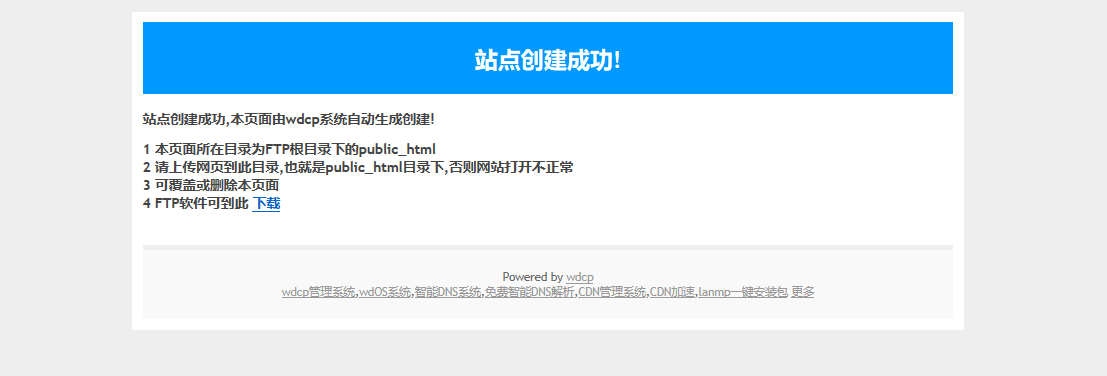 站点创建成功!
站点创建成功,本页面由wdcp系统自动生成创建!
1 本页面所在目录为FTP根目录下的public_html
2 请上传网页到此目录,也就是public_html目录下,否则网站打开不正常
3 可覆盖或删除本页面
4 FTP软件可到此 下载
Powered by wdcp
wdcp管理系统,wdOS系统,智能DNS系统,免费智能DNS解析,CDN管理系统,CDN加速,lanmp一键安装包 更多